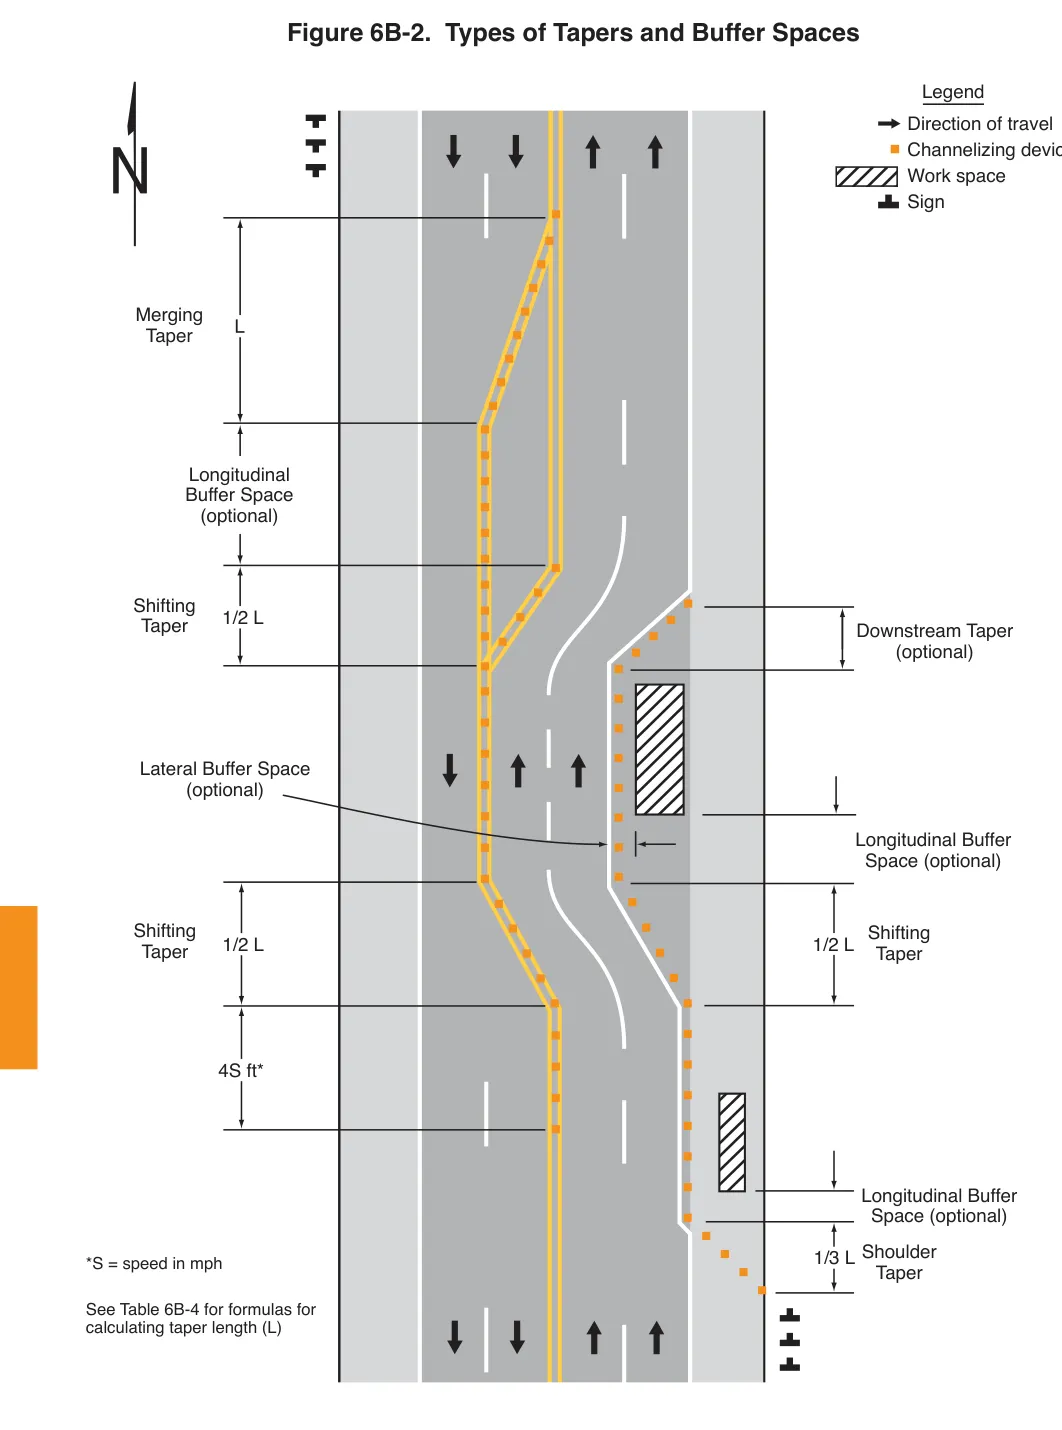 Figure 6B-2.  Types of Tapers and Buffer Spaces
N
Legend
Direction of travel
Channelizing devic
Work space
Sign
Merging
Taper
L
Longitudinal
Buffer Space
(optional)
Shifting
Taper
1/2 L
Downstream Taper
(optional)
Lateral Buffer Space
(optional)
Longitudinal Buffer
Space (optional)
Shifting
Taper
1/2 L
1/2 L
Shifting
Taper
4S ft*
Longitudinal Buffer
Space (optional)
1/3 L
Shoulder
Taper
*S = speed in mph
See Table 6B-4 for formulas for
calculating taper length (L)